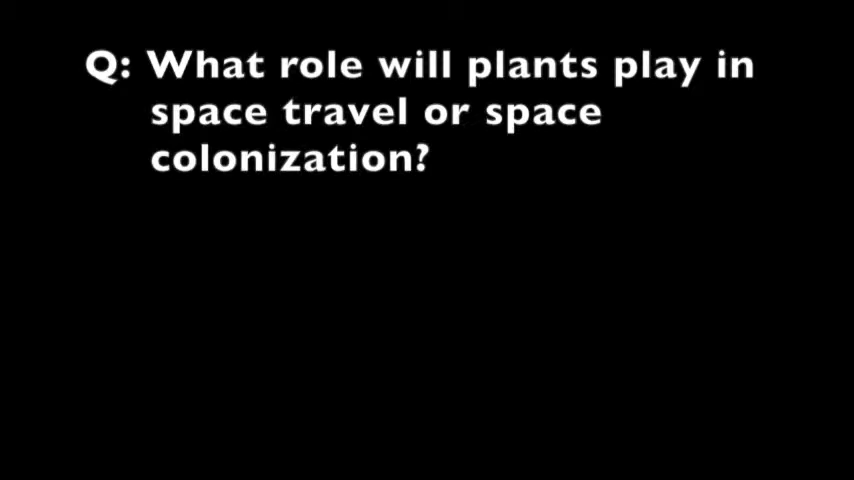 Q: What role will plants play in
space travel or space
colonization?